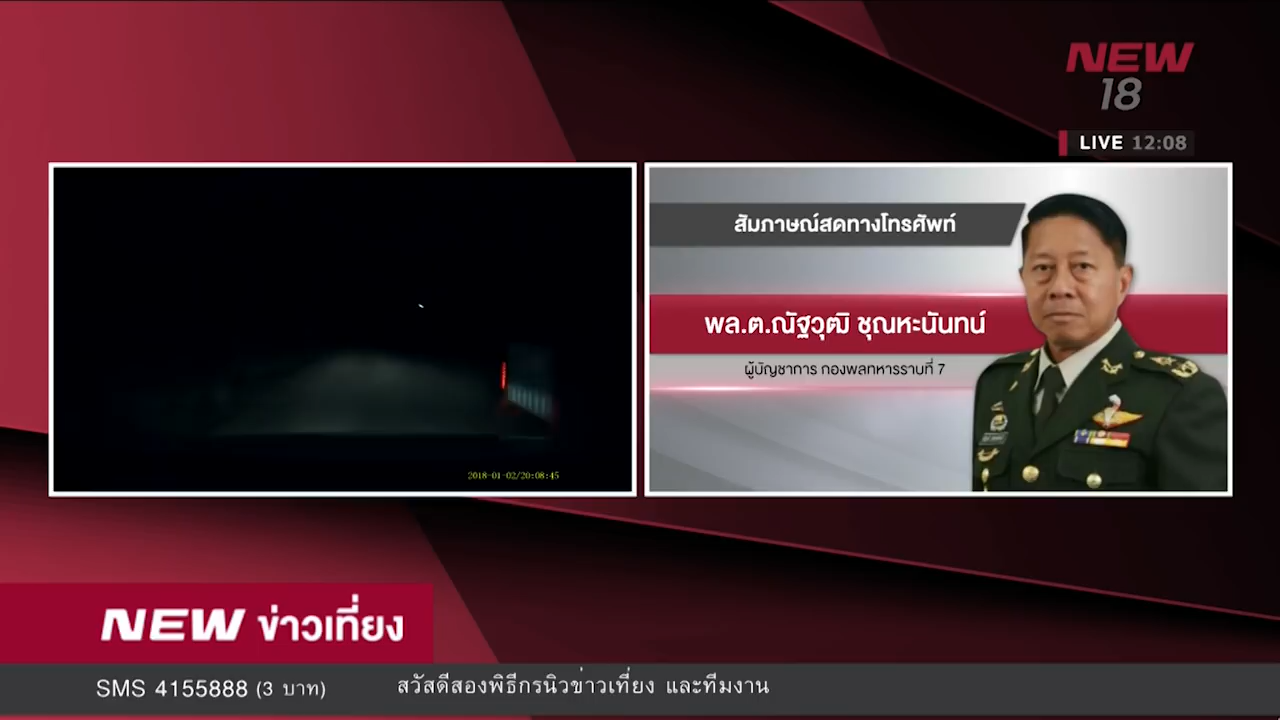 NEW
18
LIVE 12:08
สัมภาษณ์สดทางโทรศัพท์
พล.ต.ณัฐวุฒิ ชุณหะนันทน์
ผู้บัญชาการ กองพลทหารราบที่ 7
2018-01-02/20:08:45
NEW ข่าวเที่ยง
SMS 4155888 (3 บาท) สวัสดีสองพิธีกรนิวข่าวเที่ยง และทีมงาน